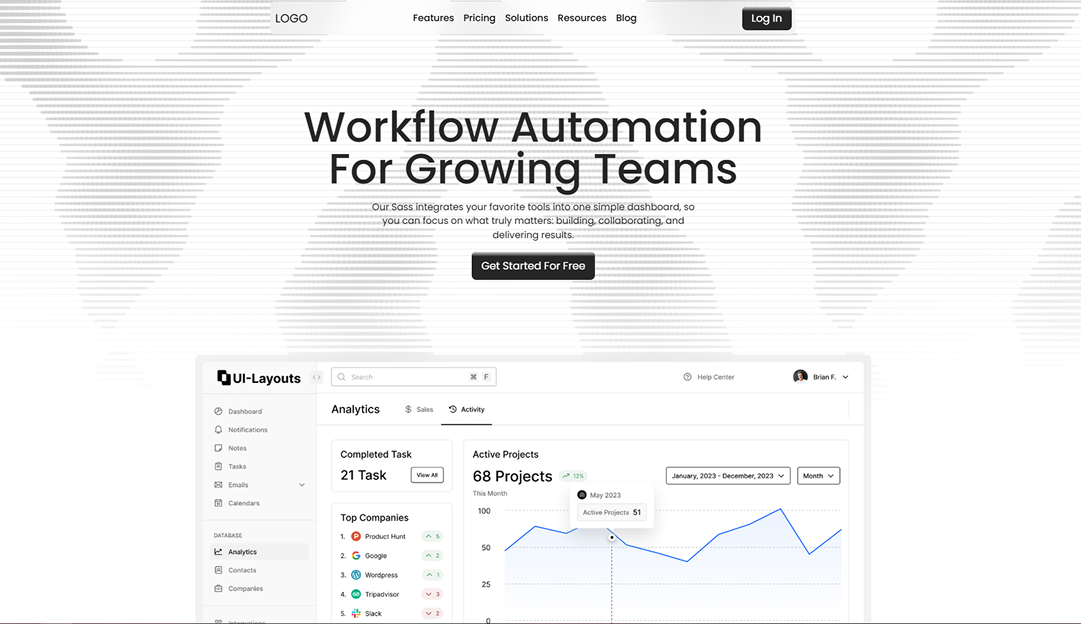 LOGO
Features Pricing Solutions Resources Blog
Log In
Workflow Automation
For Growing Teams
Our Sass integrates your favorite tools into one simple dashboard, so
you can focus on what truly matters: building, collaborating, and
delivering results.
Get Started For Free
UI-Layouts
Search
⌘ F
Help Center
Brian F.
Dashboard
Notifications
Notes
Tasks
Emails
Calendars
DATABASE
Analytics
Contacts
Companies
Integrations
Analytics
Sales
Activity
Completed Task
21 Task
View All
Top Companies
1. Product Hunt 5
2. Google 2
3. Wordpress 1
4. Tripadvisor 3
5. Slack 2
Active Projects
68 Projects
12%
This Month
January, 2023 - December, 2023
Month
May 2023
Active Projects 51
100
50
25
0